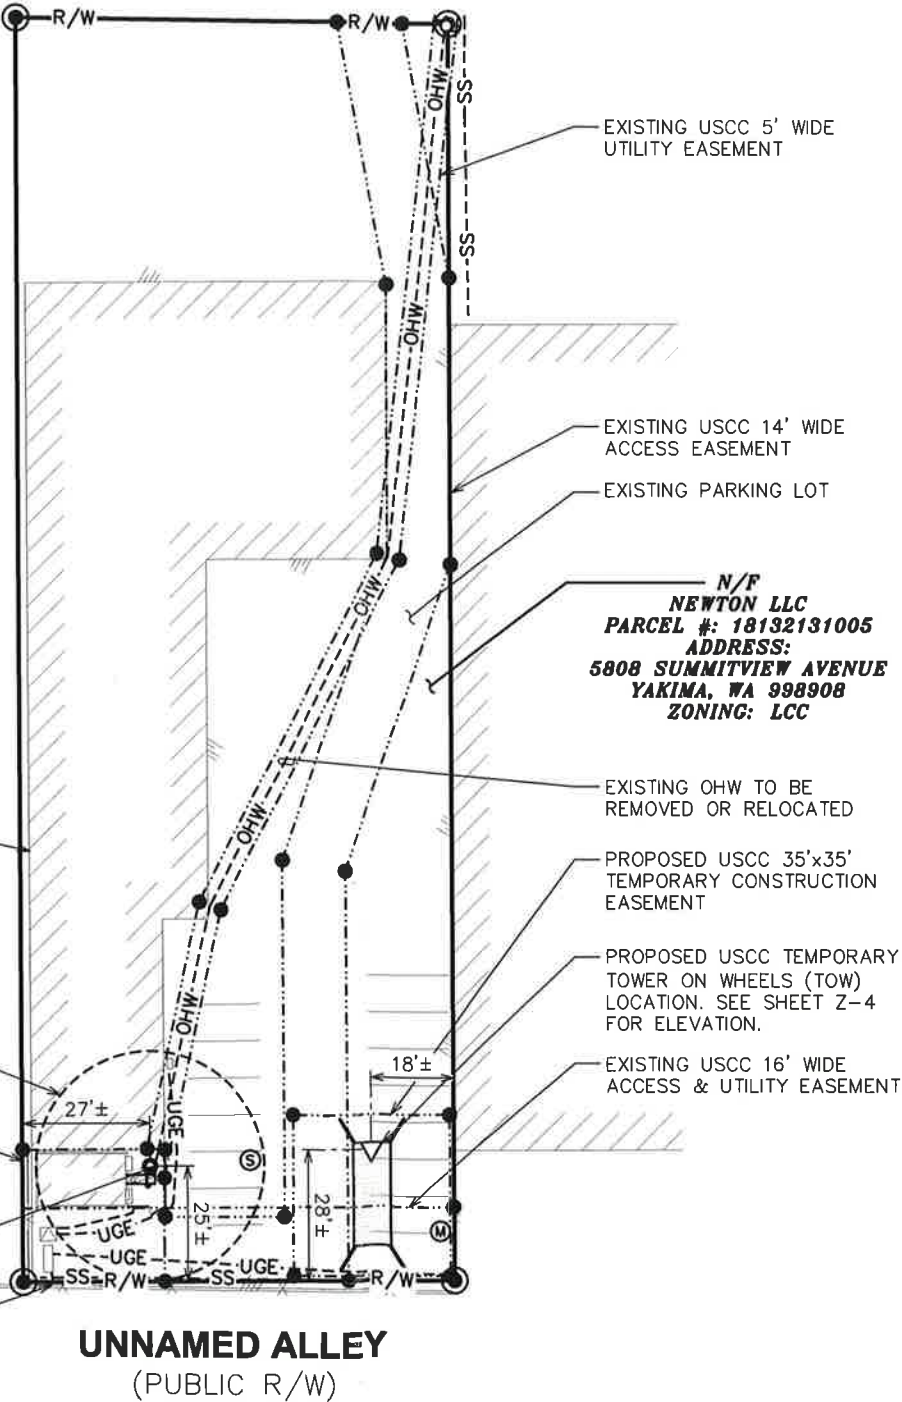 R/W
R/W
OHW
SS
EXISTING USCC 5' WIDE
UTILITY EASEMENT
SS
OHW
EXISTING USCC 14' WIDE
ACCESS EASEMENT
EXISTING PARKING LOT
N/F
NEWTON LLC
PARCEL #: 18132131005
ADDRESS:
5808 SUMMITVIEW AVENUE
YAKIMA, WA 998908
ZONING: LCC
OHW
EXISTING OHW TO BE
REMOVED OR RELOCATED
OHW
PROPOSED USCC 35'x35'
TEMPORARY CONSTRUCTION
EASEMENT
PROPOSED USCC TEMPORARY
TOWER ON WHEELS (TOW)
LOCATION. SEE SHEET Z-4
FOR ELEVATION.
OHW
18'±
EXISTING USCC 16' WIDE
ACCESS & UTILITY EASEMENT
27'±
UGE
S
25'±
28'±
M
UGE
UGE
UGE
SS
R/W
SS
R/W
UNNAMED ALLEY
(PUBLIC R/W)